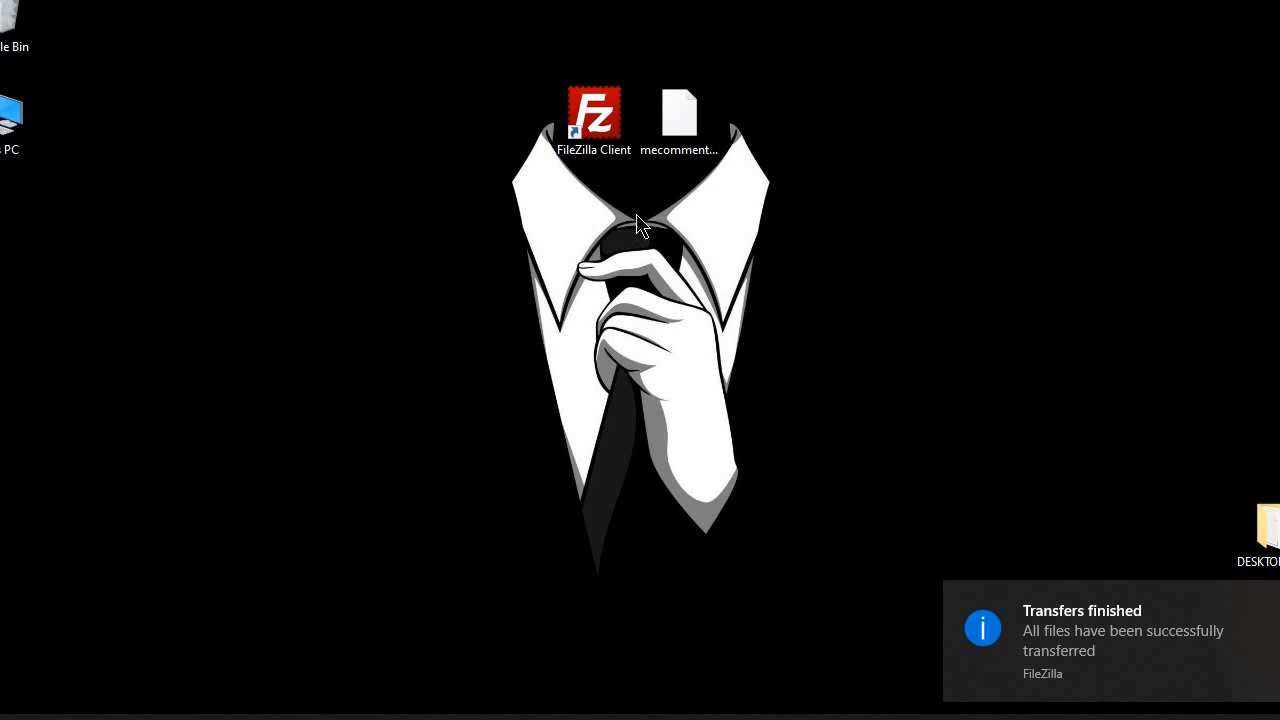 le Bin
PC
FileZilla Client
mecomment...
DESKTO
Transfers finished
All files have been successfully
transferred
FileZilla